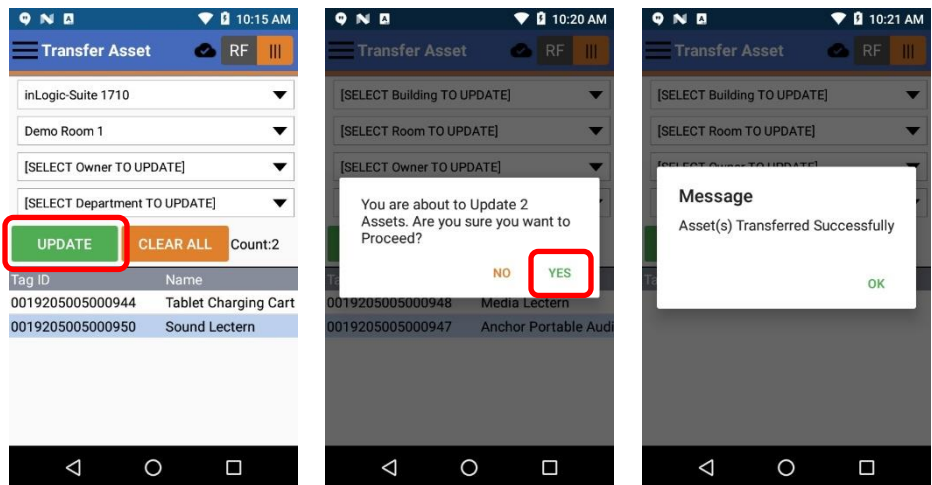 10:15 AM
Transfer Asset
RF
inLogic-Suite 1710
Demo Room 1
[SELECT Owner TO UPDATE]
[SELECT Department TO UPDATE]
UPDATE
CLEAR ALL
Count:2
Tag ID Name
0019205005000944 Tablet Charging Cart
0019205005000950 Sound Lectern
10:20 AM
Transfer Asset
RF
[SELECT Building TO UPDATE]
[SELECT Room TO UPDATE]
[SELECT Owner TO UPDATE]
You are about to Update 2
Assets. Are you sure you want to
Proceed?
NO YES
0019205005000948 Media Lectern
0019205005000947 Anchor Portable Audi
10:21 AM
Transfer Asset
RF
[SELECT Building TO UPDATE]
[SELECT Room TO UPDATE]
[SELECT Owner TO UPDATE]
Message
Asset(s) Transferred Successfully
OK